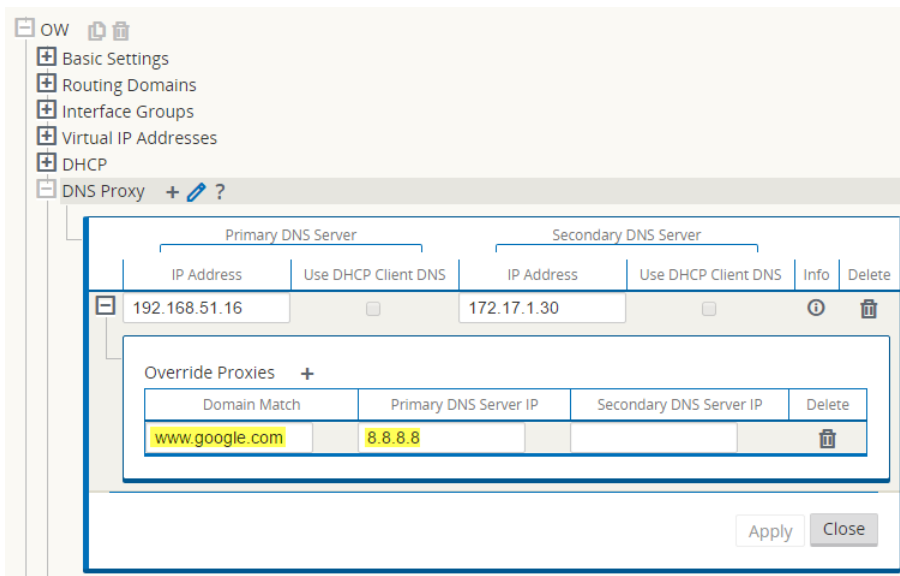 OW
Basic Settings
Routing Domains
Interface Groups
Virtual IP Addresses
DHCP
DNS Proxy + ?
Primary DNS Server Secondary DNS Server
IP Address Use DHCP Client DNS IP Address Use DHCP Client DNS Info Delete
192.168.51.16 172.17.1.30
Override Proxies +
Domain Match Primary DNS Server IP Secondary DNS Server IP Delete
www.google.com 8.8.8.8
Apply Close